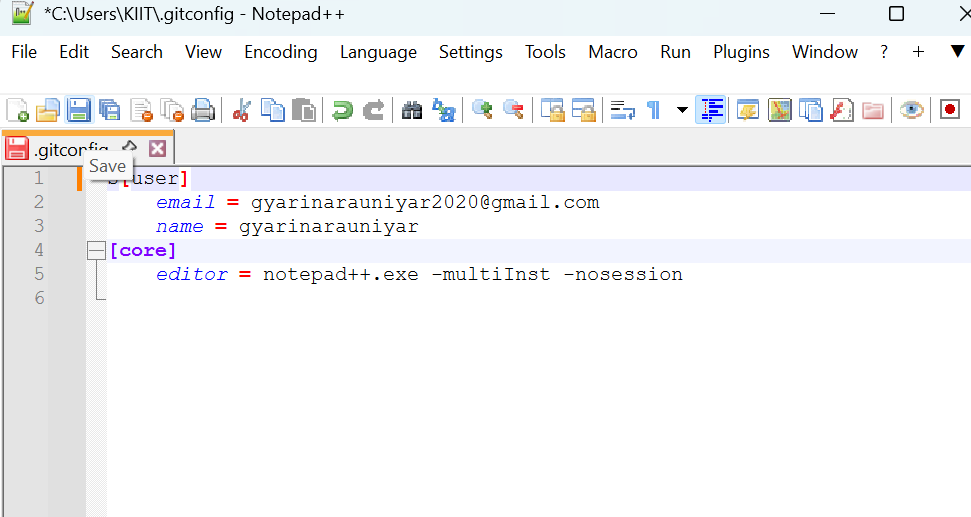 *C:\Users\KIIT\.gitconfig - Notepad++
File Edit Search View Encoding Language Settings Tools Macro Run Plugins Window ? + ▼
.gitconfig
Save
1 s[user]
2 email = gyarinarauniyar2020@gmail.com
3 name = gyarinarauniyar
4 [core]
5 editor = notepad++.exe -multiInst -nosession
6